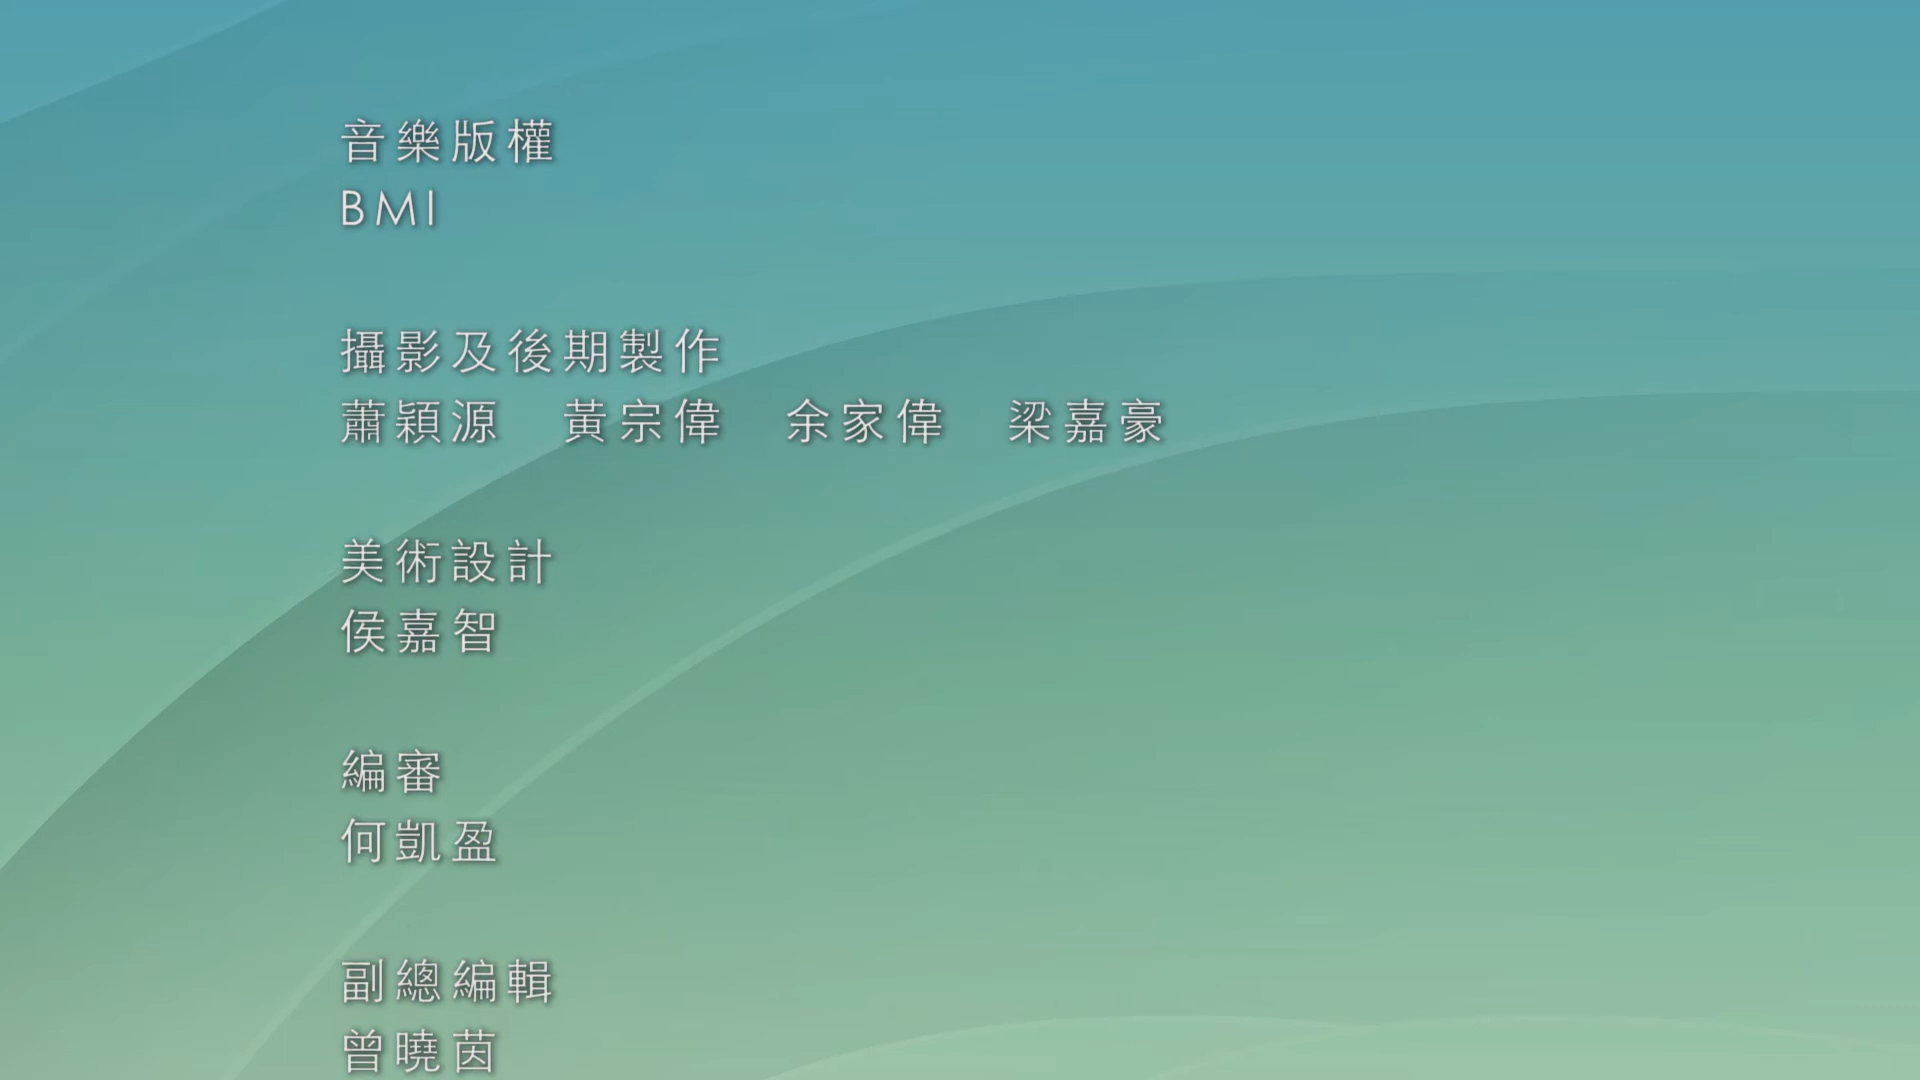 音樂版權
BMI
攝影及後期製作
蕭穎源　黃宗偉　余家偉　梁嘉豪
美術設計
侯嘉智
編審
何凱盈
副總編輯
曾曉茵